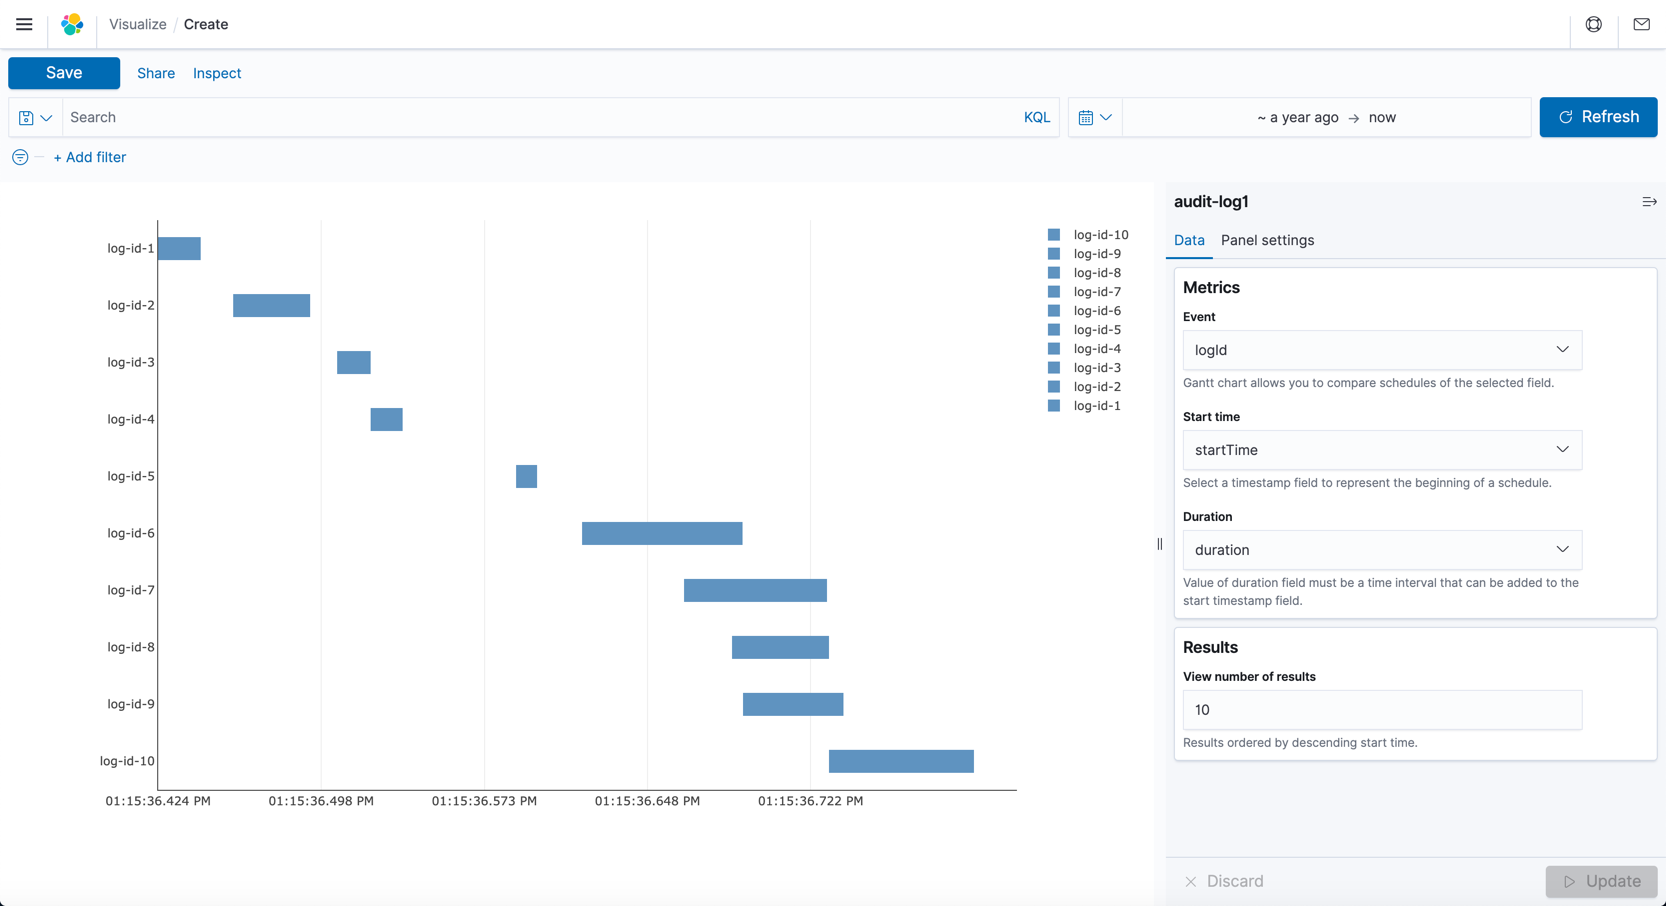 Visualize / Create
Save
Share
Inspect
Search
KQL
~ a year ago → now
Refresh
+ Add filter
log-id-1
log-id-2
log-id-3
log-id-4
log-id-5
log-id-6
log-id-7
log-id-8
log-id-9
log-id-10
01:15:36.424 PM
01:15:36.498 PM
01:15:36.573 PM
01:15:36.648 PM
01:15:36.722 PM
log-id-10
log-id-9
log-id-8
log-id-7
log-id-6
log-id-5
log-id-4
log-id-3
log-id-2
log-id-1
audit-log1
Data
Panel settings
Metrics
Event
logId
Gantt chart allows you to compare schedules of the selected field.
Start time
startTime
Select a timestamp field to represent the beginning of a schedule.
Duration
duration
Value of duration field must be a time interval that can be added to the
start timestamp field.
Results
View number of results
10
Results ordered by descending start time.
Discard
Update